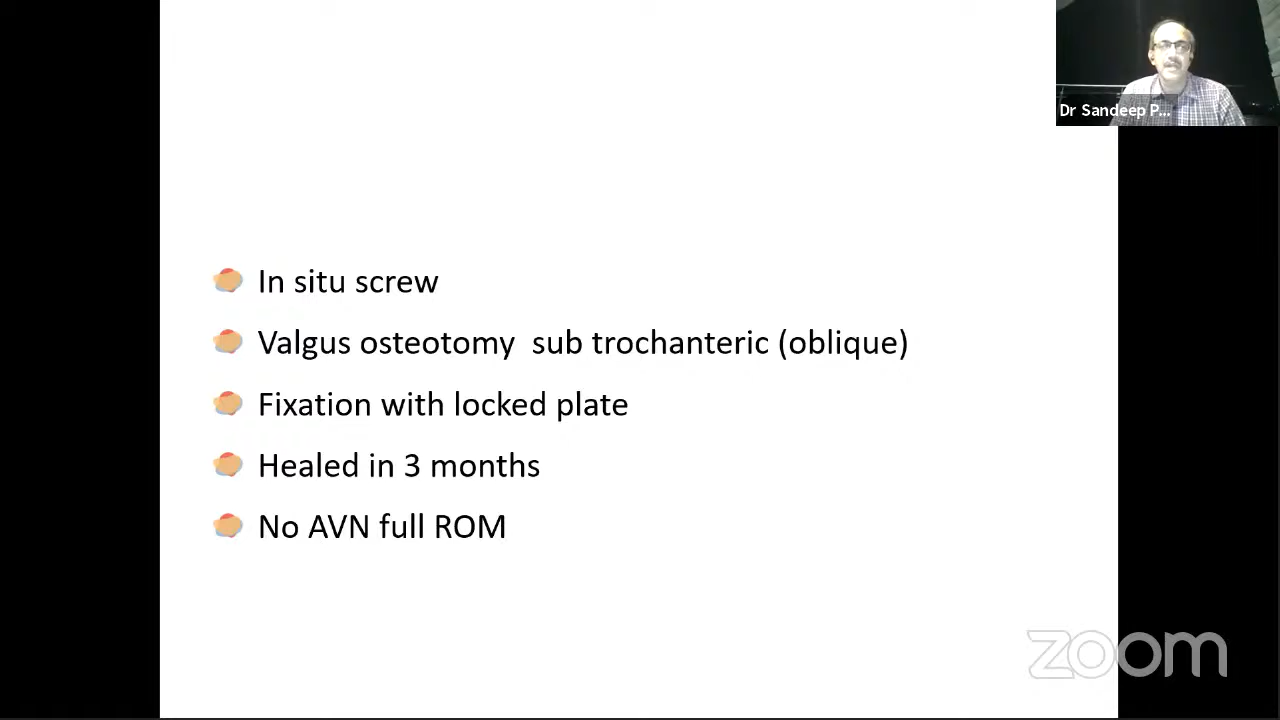 Dr Sandeep P...
In situu screw
Valgus osteotomy sub trochanteric (oblique)
Fixation with locked plate
Healed in 3 months
No AVN full ROM
zoom